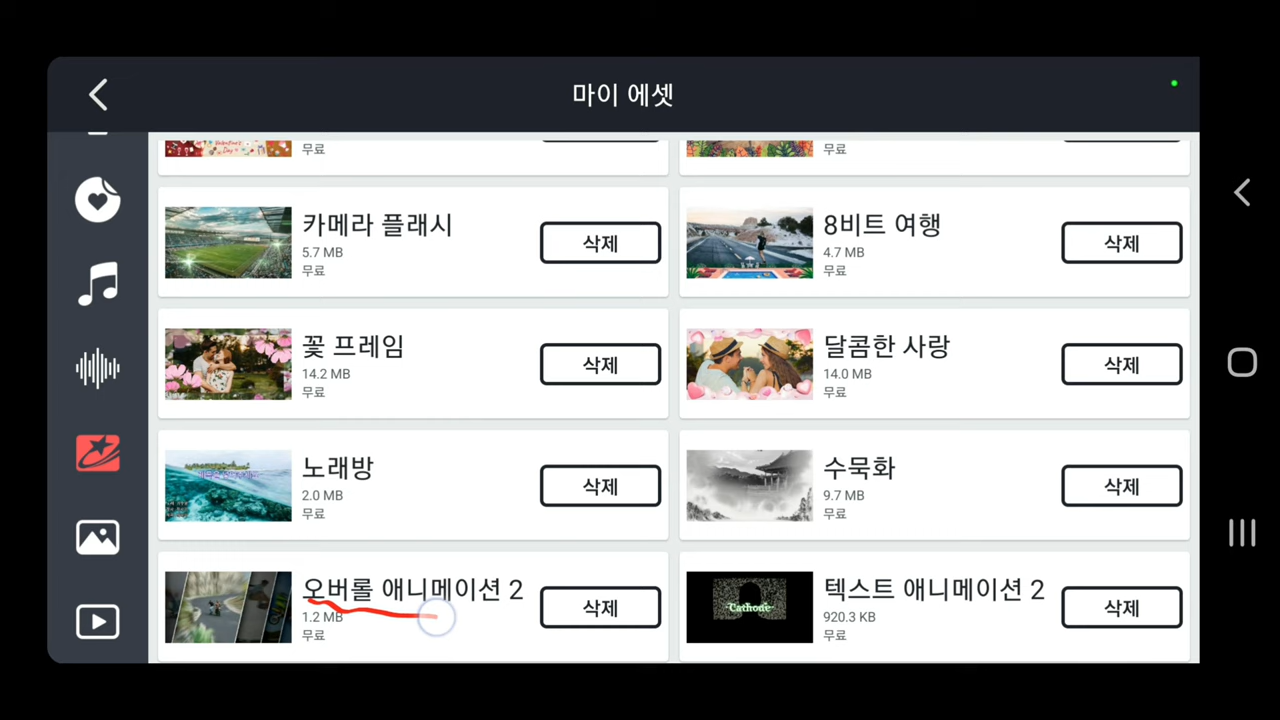 마이 에셋
Valentine's
Day
무료
무료
카메라 플래시
5.7 MB
무료
삭제
8비트 여행
4.7 MB
무료
삭제
꽃 프레임
14.2 MB
무료
삭제
달콤한 사랑
14.0 MB
무료
삭제
노래방
2.0 MB
무료
삭제
수묵화
9.7 MB
무료
삭제
오버롤 애니메이션 2
1.2 MB
무료
삭제
텍스트 애니메이션 2
920.3 KB
무료
삭제
Cathode